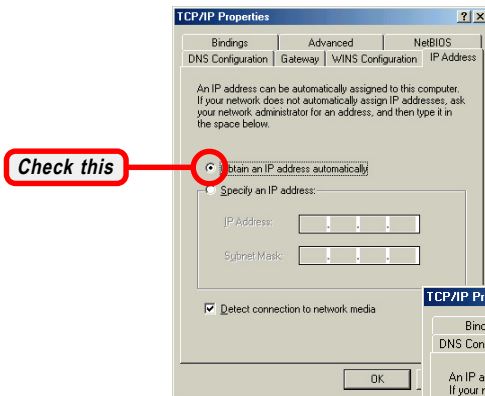 TCP/IP Properties
Bindings Advanced NetBIOS
DNS Configuration Gateway WINS Configuration IP Address
An IP address can be automatically assigned to this computer.
If your network does not automatically assign IP addresses, ask
your network administrator for an address, and then type it in
the space below.
Check this
Obtain an IP address automatically
Specify an IP address:
IP Address:
Subnet Mask:
Detect connection to network media
OK
TCP/IP Pr
Binc
DNS Con
An IP a
If your n